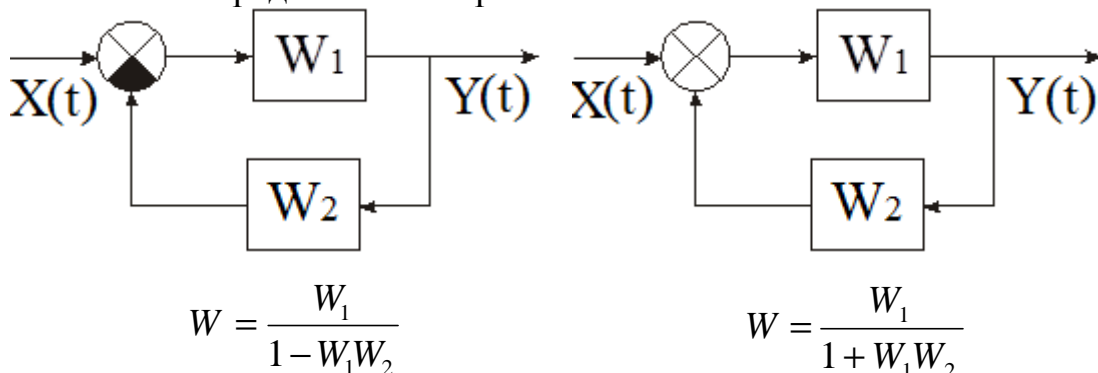 X(t) W1 Y(t) X(t) W1 Y(t)
W2 W2
W = W1 / (1 − W1W2) W = W1 / (1 + W1W2)